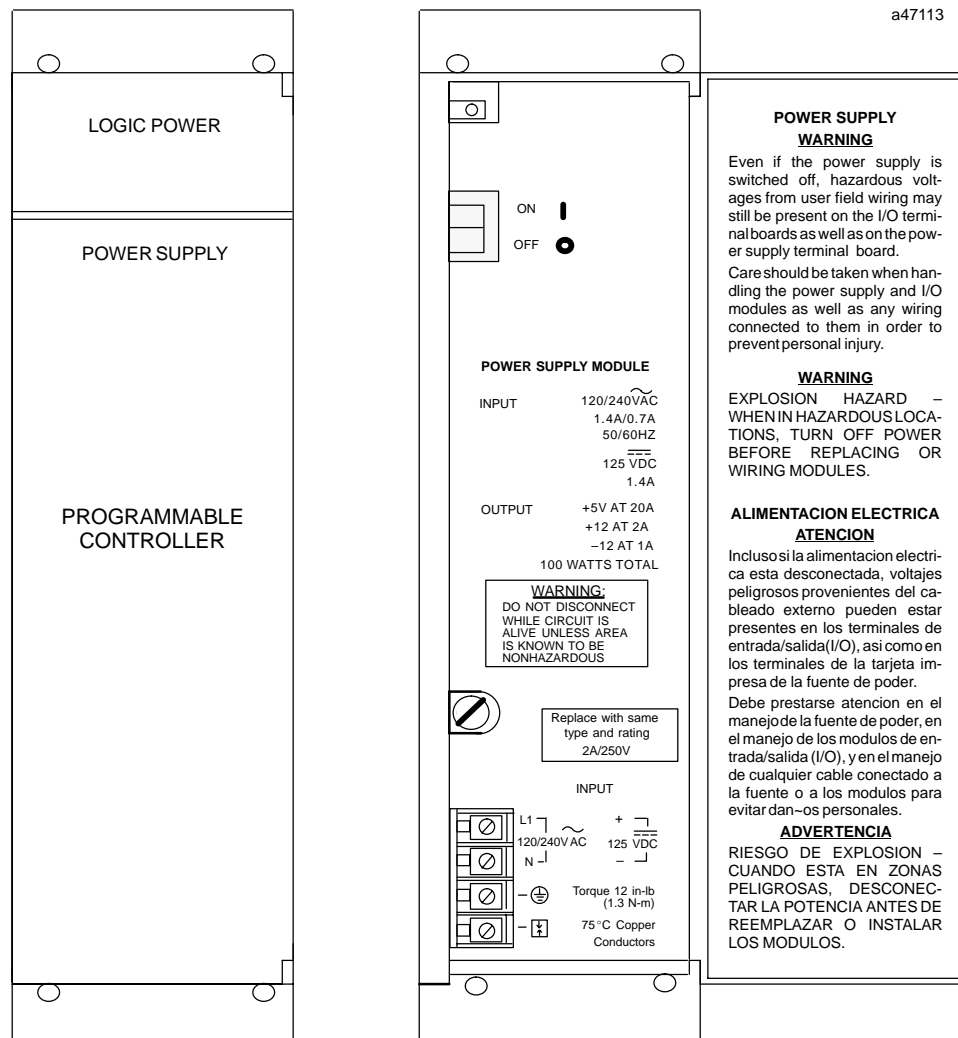 a47113
LOGIC POWER
POWER SUPPLY
PROGRAMMABLE
CONTROLLER
ON
OFF
POWER SUPPLY MODULE
INPUT 120/240VAC
1.4A/0.7A
50/60HZ
125 VDC
1.4A
OUTPUT +5V AT 20A
+12 AT 2A
–12 AT 1A
100 WATTS TOTAL
WARNING:
DO NOT DISCONNECT
WHILE CIRCUIT IS
ALIVE UNLESS AREA
IS KNOWN TO BE
NONHAZARDOUS
Replace with same
type and rating
2A/250V
INPUT
L1 +
120/240V AC 125 VDC
N –
Torque 12 in-lb
(1.3 N-m)
75°C Copper
Conductors
POWER SUPPLY
WARNING
Even if the power supply is
switched off, hazardous volt-
ages from user field wiring may
still be present on the I/O termi-
nal boards as well as on the pow-
er supply terminal board.
Care should be taken when han-
dling the power supply and I/O
modules as well as any wiring
connected to them in order to
prevent personal injury.
WARNING
EXPLOSION HAZARD –
WHEN IN HAZARDOUS LOCA-
TIONS, TURN OFF POWER
BEFORE REPLACING OR
WIRING MODULES.
ALIMENTACION ELECTRICA
ATENCION
Incluso si la alimentacion electri-
ca esta desconectada, voltajes
peligrosos provenientes del ca-
bleado externo pueden estar
presentes en los terminales de
entrada/salida(I/O), asi como en
los terminales de la tarjeta im-
presa de la fuente de poder.
Debe prestarse atencion en el
manejo de la fuente de poder, en
el manejo de los modulos de en-
trada/salida (I/O), y en el manejo
de cualquier cable conectado a
la fuente o a los modulos para
evitar dan~os personales.
ADVERTENCIA
RIESGO DE EXPLOSION –
CUANDO ESTA EN ZONAS
PELIGROSAS, DESCONEC-
TAR LA POTENCIA ANTES DE
REEMPLAZAR O INSTALAR
LOS MODULOS.